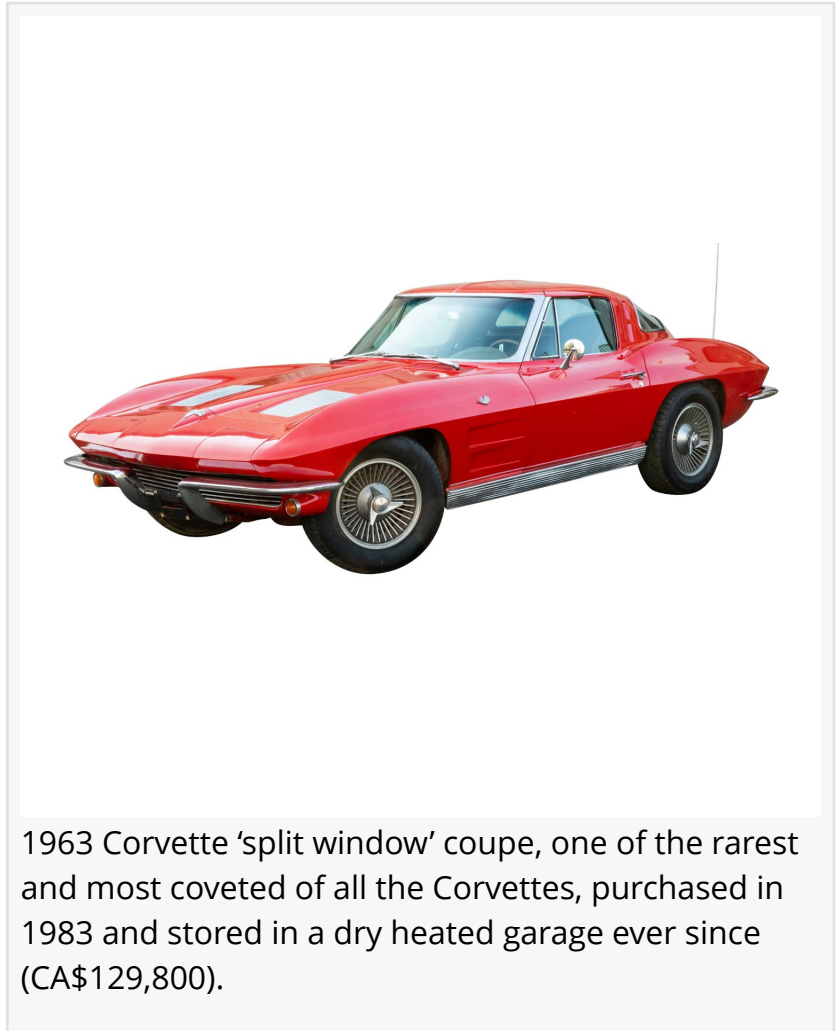 1963 Corvette ‘split window’ coupe, one of the rarest
and most coveted of all the Corvettes, purchased in
1983 and stored in a dry heated garage ever since
(CA$129,800).